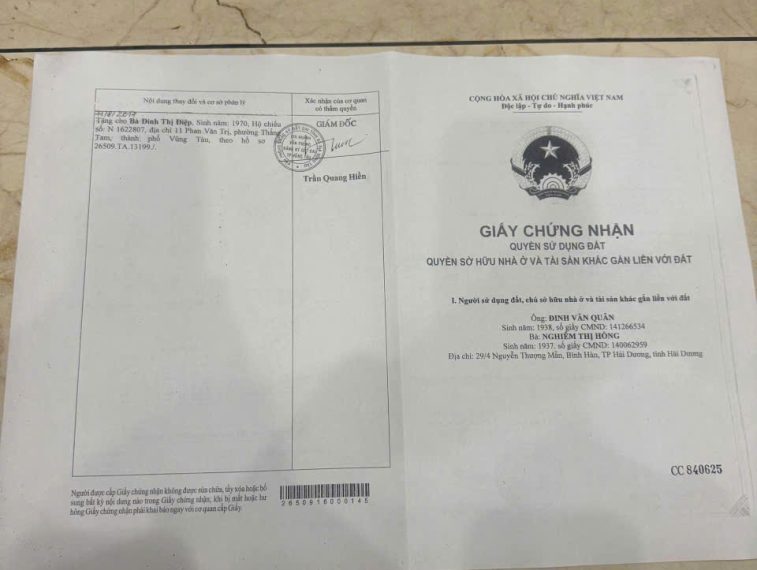 Nội dung thay đổi và cơ sở pháp lý
Xác nhận của cơ quan
có thẩm quyền
Tặng cho Bà Đinh Thị Điệp, Sinh năm: 1970, Hộ chiếu
số: N 1622807, địa chỉ 11 Phan Văn Trị, phường Thắng
Tam, thành phố Vũng Tàu, theo hồ sơ
26509.TA.13199./.
GIÁM ĐỐC
Trần Quang Hiền
Người được cấp Giấy chứng nhận không được sửa chữa, tẩy xóa hoặc bổ
sung bất kỳ nội dung nào trong Giấy chứng nhận; khi bị mất hoặc hư
hỏng Giấy chứng nhận phải khai báo ngay với cơ quan cấp Giấy.
2650916000145
CỘNG HÒA XÃ HỘI CHỦ NGHĨA VIỆT NAM
Độc lập - Tự do - Hạnh phúc
GIẤY CHỨNG NHẬN
QUYỀN SỬ DỤNG ĐẤT
QUYỀN SỞ HỮU NHÀ Ở VÀ TÀI SẢN KHÁC GẮN LIỀN VỚI ĐẤT
I. Người sử dụng đất, chủ sở hữu nhà ở và tài sản khác gắn liền với đất
Ông: ĐINH VĂN QUÂN
Sinh năm: 1938, số giấy CMND: 141266534
Bà: NGHIÊM THỊ HỒNG
Sinh năm: 1937. số giấy CMND: 140062959
Địa chỉ: 29/4 Nguyễn Thượng Mẫn, Bình Hàn, TP Hải Dương, tỉnh Hải Dương
CC 840625